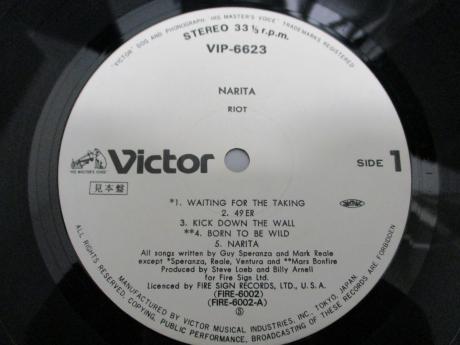 "VICTOR" DOG AND PHONOGRAPH, HIS MASTER'S VOICE" TRADEMARKS REGISTERED
STEREO 33 1/3 r.p.m.
VIP-6623
NARITA
RIOT
HIS MASTER'S VOICE
Victor
SIDE 1
見本盤
*1. WAITING FOR THE TAKING
2. 49ER
3. KICK DOWN THE WALL
**4. BORN TO BE WILD
5. NARITA
All songs written by Guy Speranza and Mark Reale
except *Speranza, Reale, Ventura and **Mars Bonfire
Produced by Steve Loeb and Billy Arnell
for Fire Sign Ltd.
Licenced by FIRE SIGN RECORDS, LTD., U.S.A.
(FIRE-6002)
(FIRE-6002-A)
Ⓢ
MANUFACTURED BY VICTOR MUSICAL INDUSTRIES, INC., TOKYO, JAPAN.
ALL RIGHTS RESERVED. COPYING, PUBLIC PERFORMANCE, BROADCASTING OF THESE RECORDS ARE FORBIDDEN